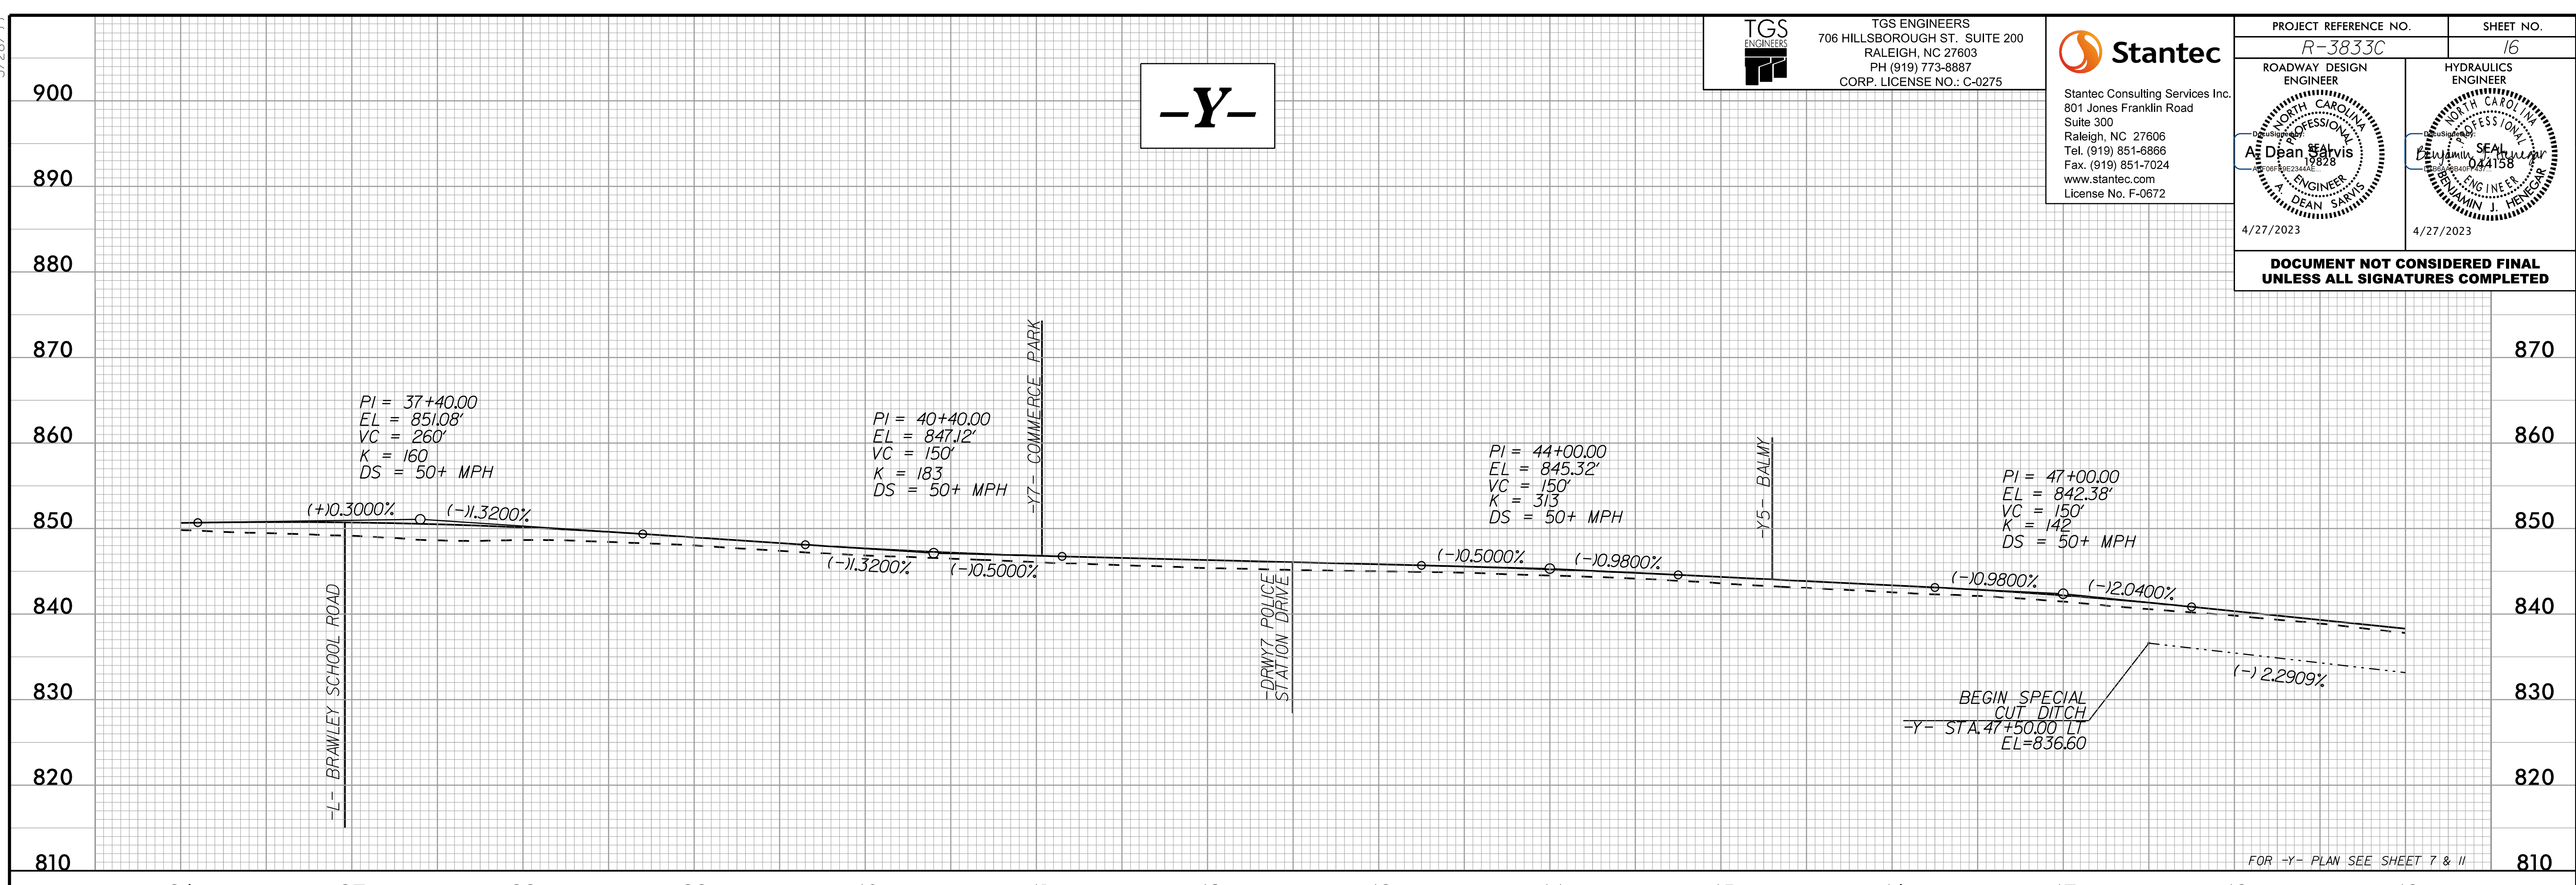 TGS
ENGINEERS
TGS ENGINEERS
706 HILLSBOROUGH ST. SUITE 200
RALEIGH, NC 27603
PH (919) 773-8887
CORP. LICENSE NO.: C-0275
Stantec
Stantec Consulting Services Inc.
801 Jones Franklin Road
Suite 300
Raleigh, NC 27606
Tel. (919) 851-6866
Fax. (919) 851-7024
www.stantec.com
License No. F-0672
PROJECT REFERENCE NO.
SHEET NO.
R-3833C
16
ROADWAY DESIGN
ENGINEER
HYDRAULICS
ENGINEER
NORTH CAROLINA
PROFESSIONAL
DocuSigned by:
A. Dean Sarvis
SEAL
19828
ENGINEER
A. DEAN SARVIS
4/27/2023
NORTH CAROLINA
PROFESSIONAL
DocuSigned by:
Benjamin J. Henegar
SEAL
044158
ENGINEER
BENJAMIN J. HENEGAR
4/27/2023
DOCUMENT NOT CONSIDERED FINAL
UNLESS ALL SIGNATURES COMPLETED
-Y-
900
890
880
870
870
860
860
850
850
840
840
830
830
820
820
810
810
PI = 37+40.00
EL = 851.08'
VC = 260'
K = 160
DS = 50+ MPH
(+)0.3000%
(-)1.3200%
-L- BRAWLEY SCHOOL ROAD
PI = 40+40.00
EL = 847.12'
VC = 150'
K = 183
DS = 50+ MPH
(-)1.3200%
(-)0.5000%
-Y7- COMMERCE PARK
-DRWY7 POLICE
STATION DRIVE
PI = 44+00.00
EL = 845.32'
VC = 150'
K = 313
DS = 50+ MPH
(-)0.5000%
(-)0.9800%
-Y5- BALMY
PI = 47+00.00
EL = 842.38'
VC = 150'
K = 142
DS = 50+ MPH
(-)0.9800%
(-)2.0400%
BEGIN SPECIAL
CUT DITCH
-Y- STA.47+50.00 LT
EL=836.60
(-) 2.2909%
FOR -Y- PLAN SEE SHEET 7 & 11